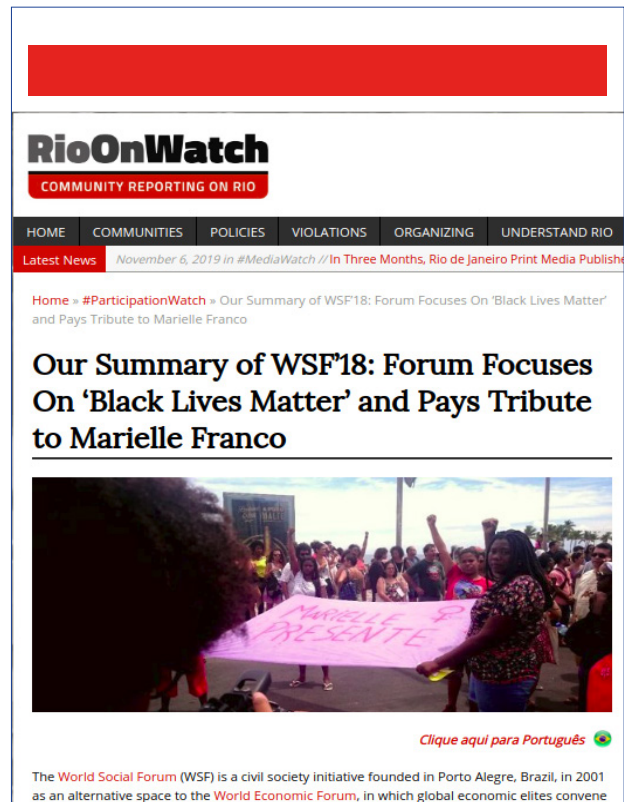 RioOnWatch
COMMUNITY REPORTING ON RIO
HOME COMMUNITIES POLICIES VIOLATIONS ORGANIZING UNDERSTAND RIO
Latest News November 6, 2019 in #MediaWatch // In Three Months, Rio de Janeiro Print Media Publishe
Home » #ParticipationWatch » Our Summary of WSF'18: Forum Focuses On 'Black Lives Matter'
and Pays Tribute to Marielle Franco
Our Summary of WSF'18: Forum Focuses
On ‘Black Lives Matter’ and Pays Tribute
to Marielle Franco
MARIELLE
PRESENTE
Clique aqui para Português
The World Social Forum (WSF) is a civil society initiative founded in Porto Alegre, Brazil, in 2001
as an alternative space to the World Economic Forum, in which global economic elites convene